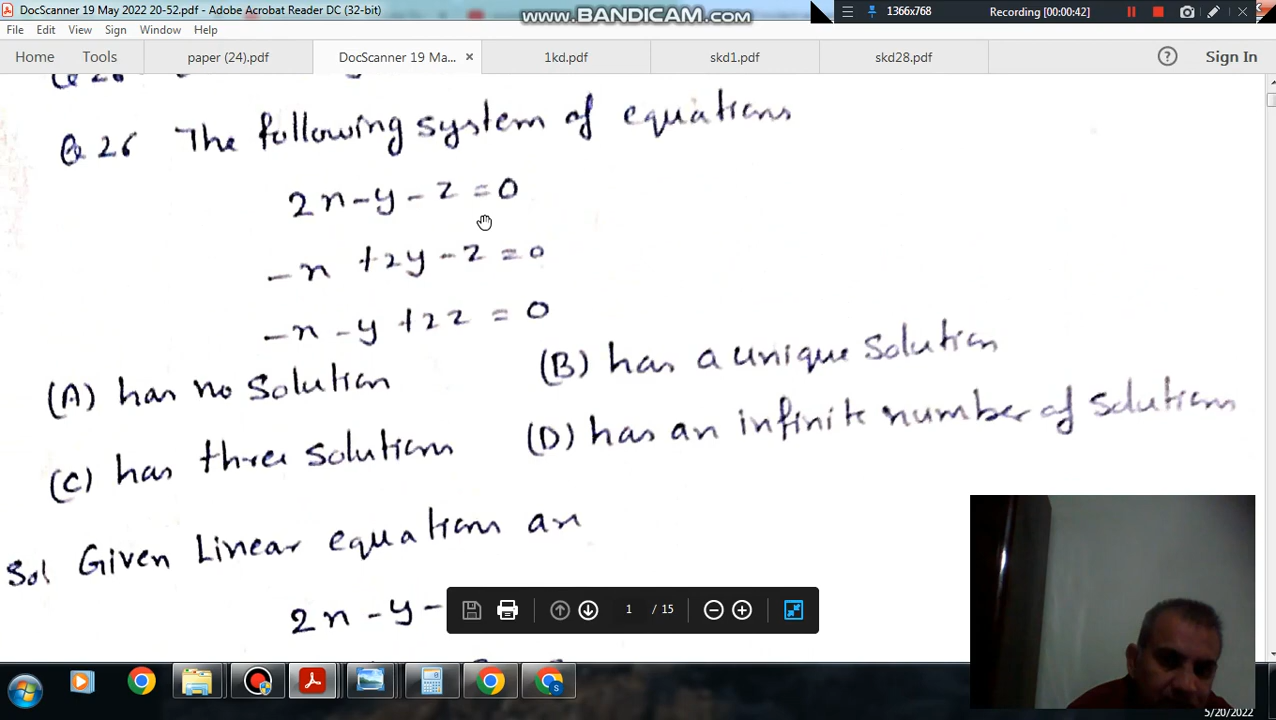 DocScanner 19 May 2022 20-52.pdf - Adobe Acrobat Reader DC (32-bit)
www.BANDICAM.com
1366x768
Recording [00:00:42]
File Edit View Sign Window Help
Home Tools paper (24).pdf DocScanner 19 Ma... × 1kd.pdf skd1.pdf skd28.pdf ? Sign In
Q 26 The following system of equations
2x - y - z = 0
-x + 2y - z = 0
-x - y + 2z = 0
(A) has no solution (B) has a unique solution
(C) has three solutions (D) has an infinite number of solutions
Sol Given Linear equations are
2x - y -
1 / 15
5/20/2022